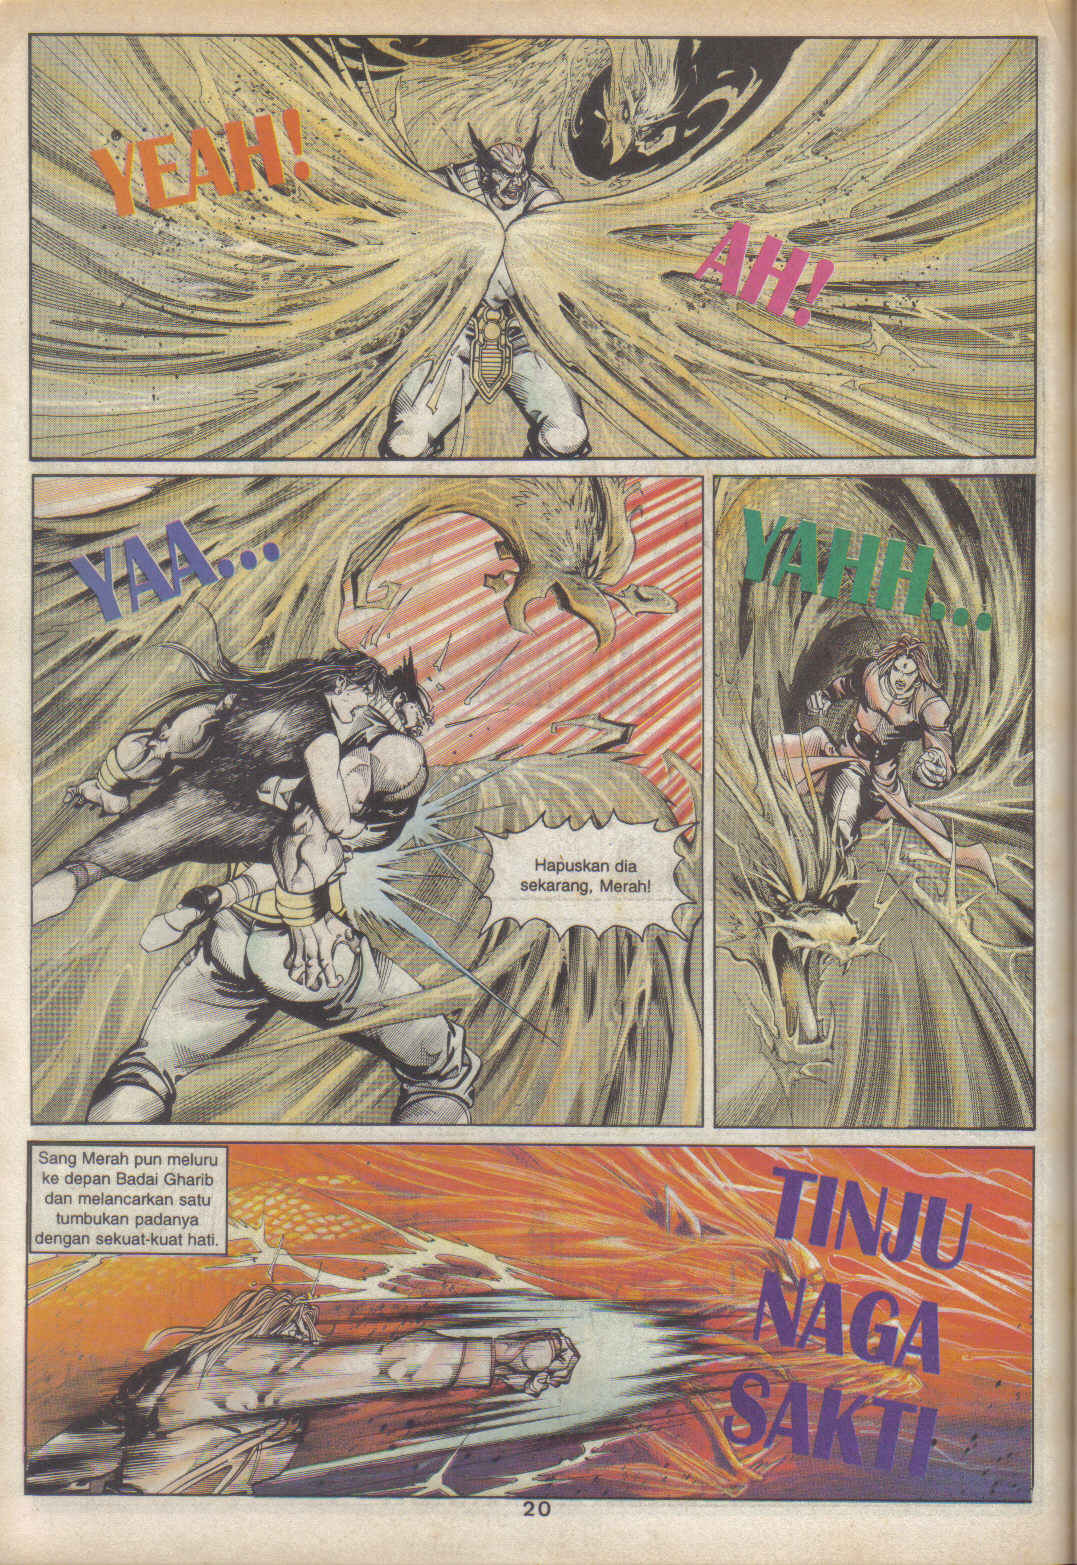 YEAH!
AH!
YAA...
Hapuskan dia
sekarang, Merah!
YAHH...
Sang Merah pun meluru
ke depan Badai Gharib
dan melancarkan satu
tumbukan padanya
dengan sekuat-kuat hati.
TINJU
NAGA
SAKTI
20